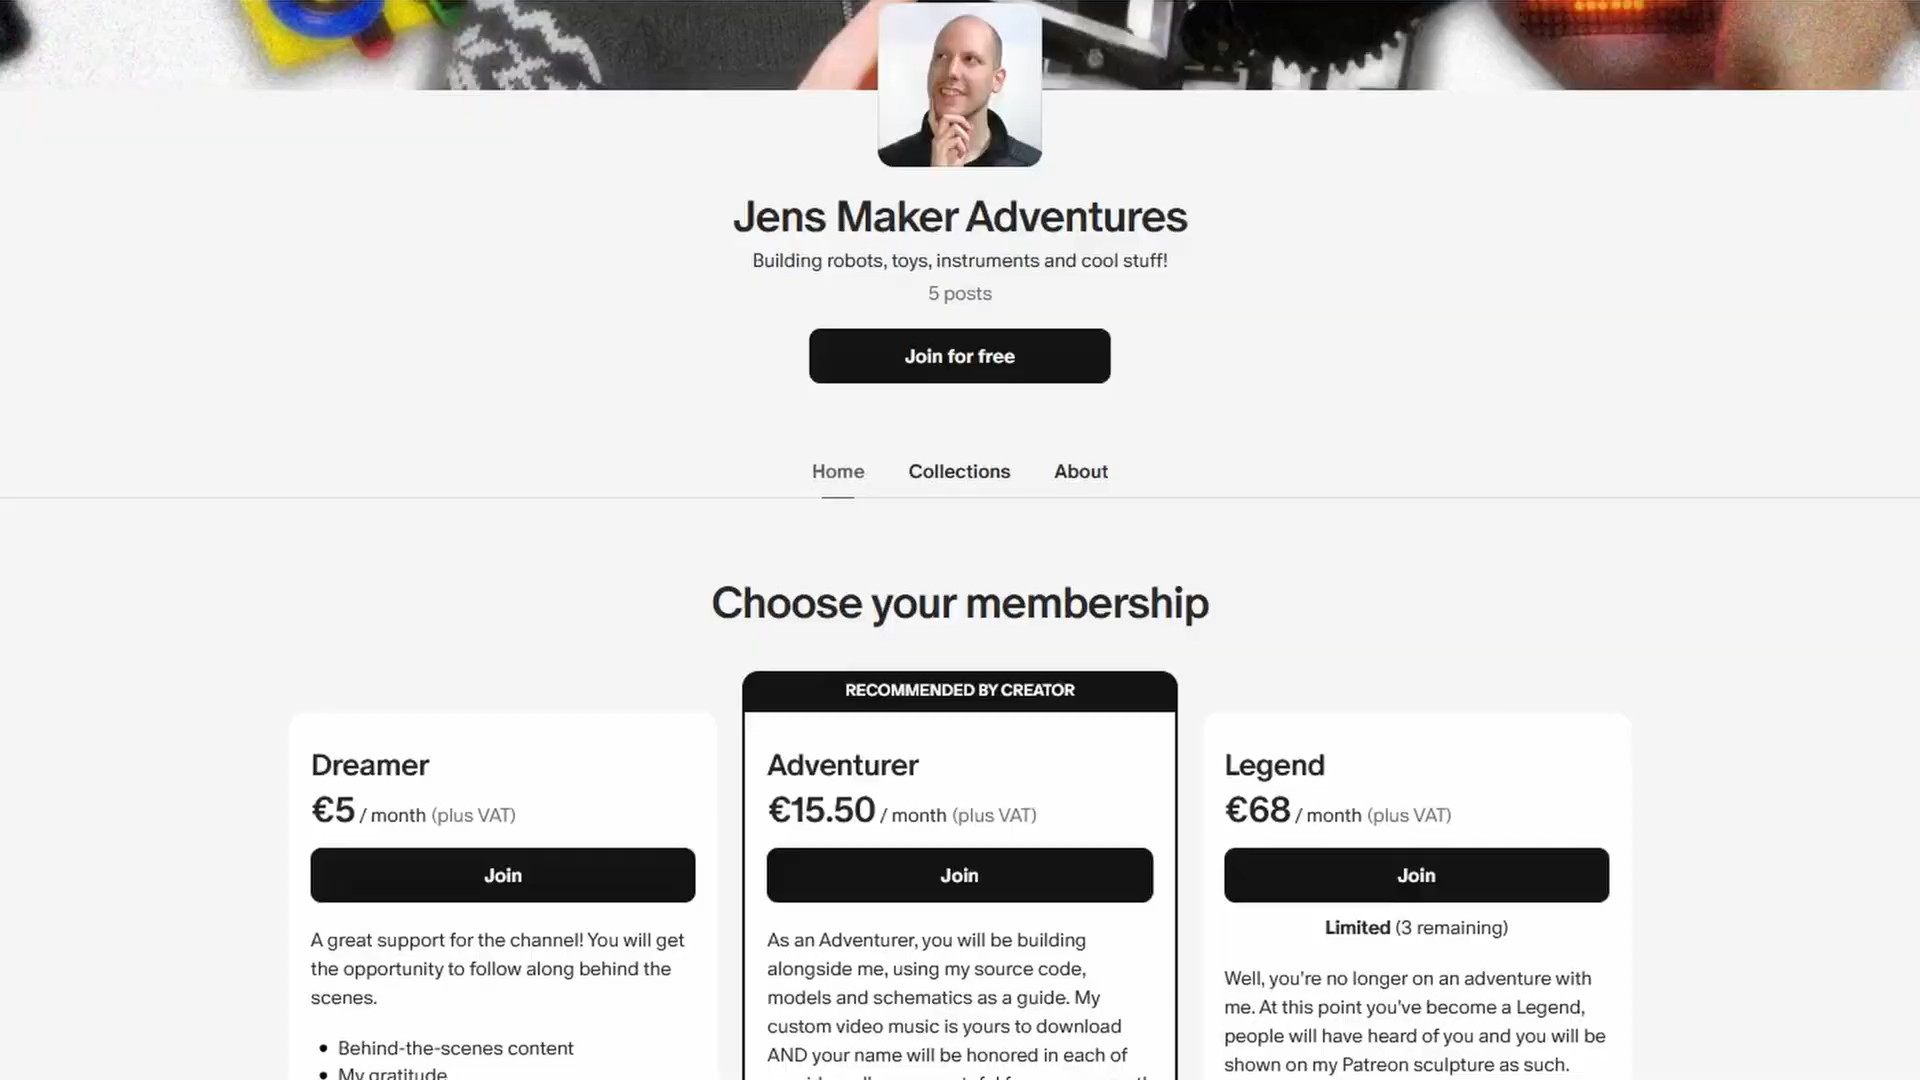 Jens Maker Adventures
Building robots, toys, instruments and cool stuff!
5 posts
Join for free
Home Collections About
Choose your membership
RECOMMENDED BY CREATOR
Dreamer
€5 / month (plus VAT)
Join
A great support for the channel! You will get
the opportunity to follow along behind the
scenes.
• Behind-the-scenes content
• My gratitude
Adventurer
€15.50 / month (plus VAT)
Join
As an Adventurer, you will be building
alongside me, using my source code,
models and schematics as a guide. My
custom video music is yours to download
AND your name will be honored in each of
Legend
€68 / month (plus VAT)
Join
Limited (3 remaining)
Well, you're no longer on an adventure with
me. At this point you've become a Legend,
people will have heard of you and you will be
shown on my Patreon sculpture as such.